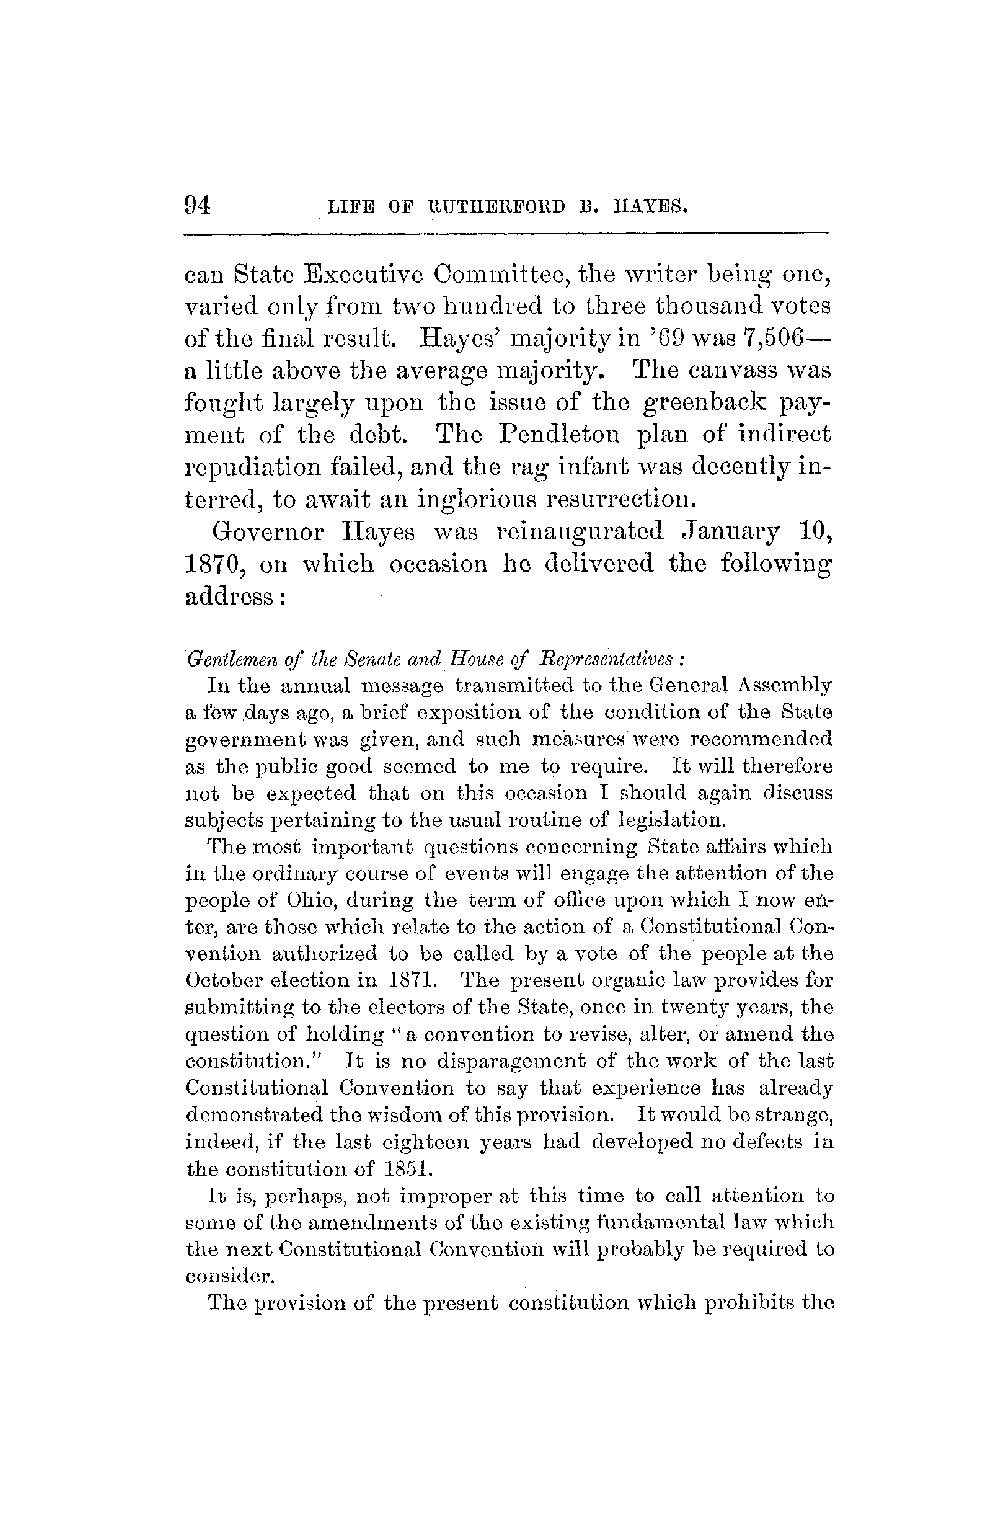 94 LIFE OF RUTHERFORD B. HAYES.
can State Executive Committee, the writer being one,
varied only from two hundred to three thousand votes
of the final result. Hayes' majority in '69 was 7,506—
a little above the average majority. The canvass was
fought largely upon the issue of the greenback pay-
ment of the debt. The Pendleton plan of indirect
repudiation failed, and the rag infant was decently in-
terred, to await an inglorious resurrection.
Governor Hayes was reinaugurated January 10,
1870, on which occasion he delivered the following
address:
Gentlemen of the Senate and House of Representatives:
In the annual message transmitted to the General Assembly
a few days ago, a brief exposition of the condition of the State
government was given, and such measures were recommended
as the public good seemed to me to require. It will therefore
not be expected that on this occasion I should again discuss
subjects pertaining to the usual routine of legislation.
The most important questions concerning State affairs which
in the ordinary course of events will engage the attention of the
people of Ohio, during the term of office upon which I now en-
ter, are those which relate to the action of a Constitutional Con-
vention authorized to be called by a vote of the people at the
October election in 1871. The present organic law provides for
submitting to the electors of the State, once in twenty years, the
question of holding "a convention to revise, alter, or amend the
constitution." It is no disparagement of the work of the last
Constitutional Convention to say that experience has already
demonstrated the wisdom of this provision. It would be strange,
indeed, if the last eighteen years had developed no defects in
the constitution of 1851.
It is, perhaps, not improper at this time to call attention to
some of the amendments of the existing fundamental law which
the next Constitutional Convention will probably be required to
consider.
The provision of the present constitution which prohibits the